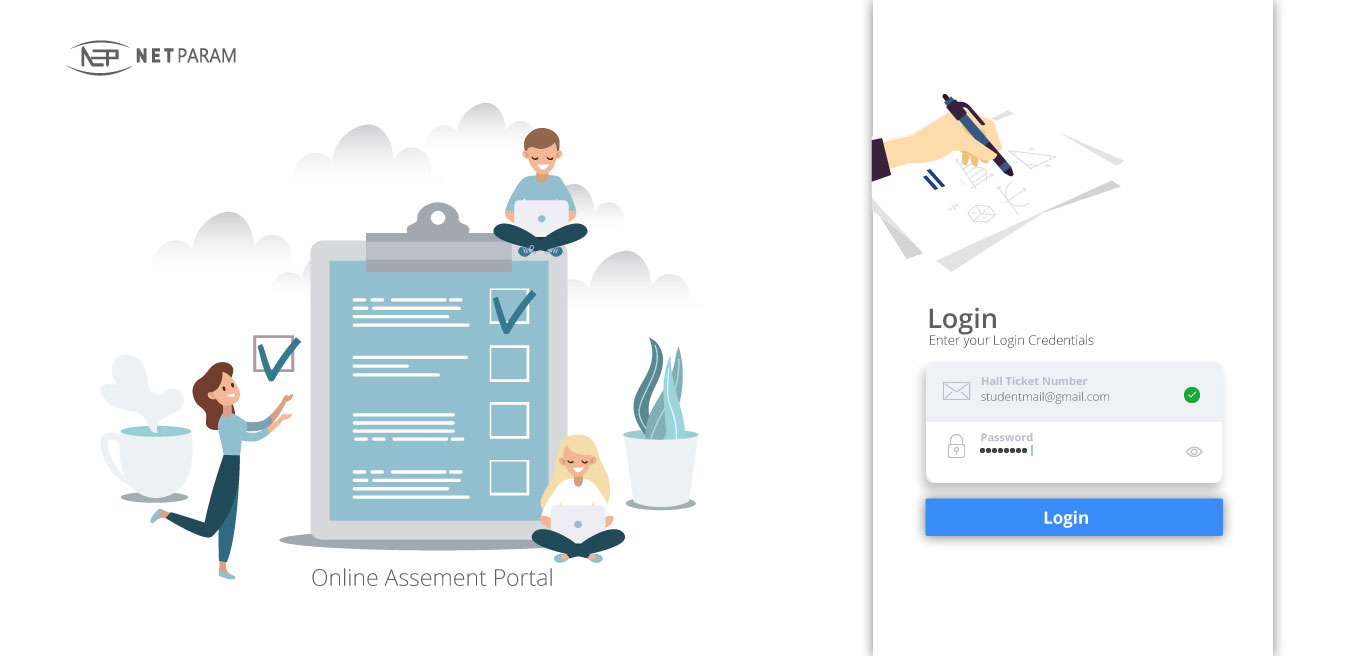 NEP NETPARAM
Online Assement Portal
Login
Enter your Login Credentials
Hall Ticket Number
studentmail@gmail.com
Password
Login